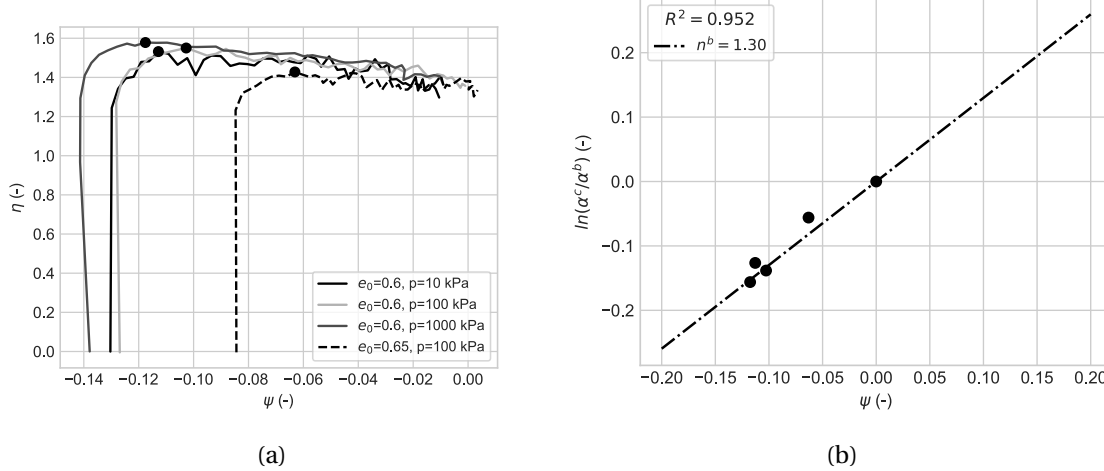 1.6
1.4
1.2
1.0
0.8
0.6
0.4
0.2
0.0
η (-)
e₀=0.6, p=10 kPa
e₀=0.6, p=100 kPa
e₀=0.6, p=1000 kPa
e₀=0.65, p=100 kPa
−0.14 −0.12 −0.10 −0.08 −0.06 −0.04 −0.02 0.00
ψ (-)
(a)
R² = 0.952
nᵇ = 1.30
0.2
0.1
0.0
−0.1
−0.2
ln(αᶜ/αᵇ) (-)
−0.20 −0.15 −0.10 −0.05 0.00 0.05 0.10 0.15 0.20
ψ (-)
(b)